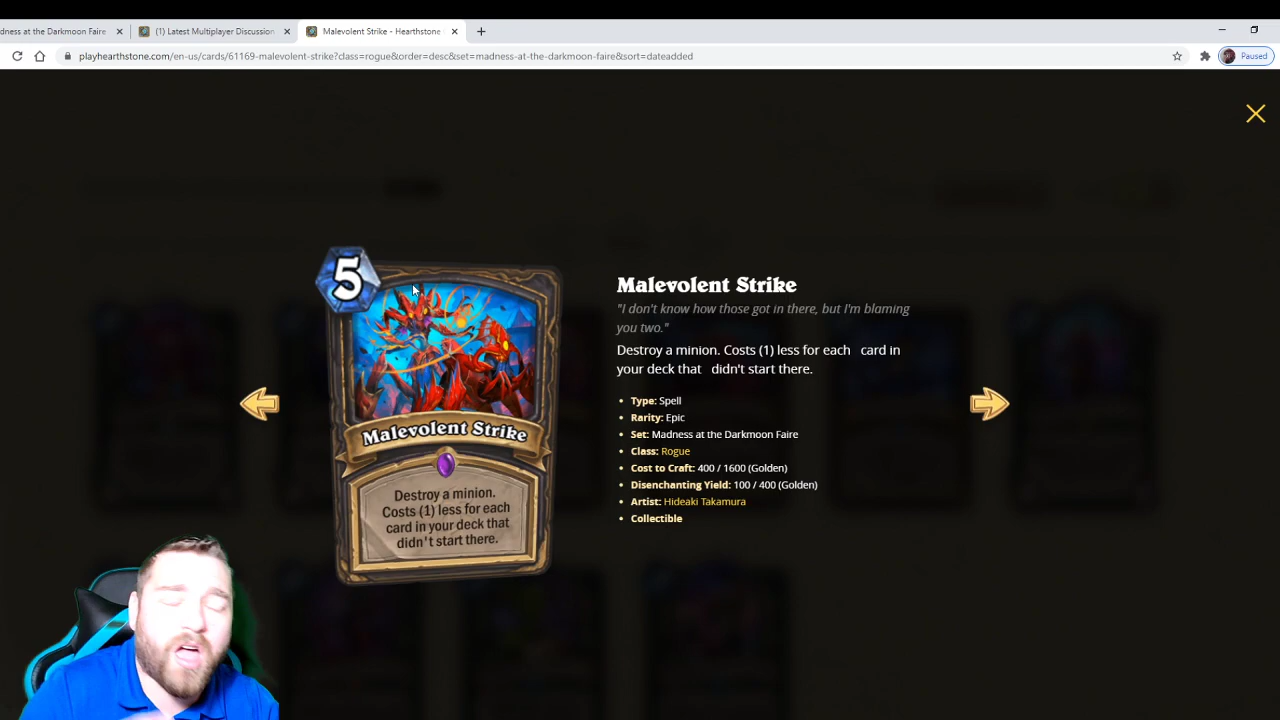 dness at the Darkmoon Faire
(1) Latest Multiplayer Discussion
Malevolent Strike - Hearthstone
playhearthstone.com/en-us/cards/61169-malevolent-strike?class=rogue&order=desc&set=madness-at-the-darkmoon-faire&sort=dateadded
Paused
5
Malevolent Strike
Destroy a minion.
Costs (1) less for each
card in your deck that
didn't start there.
Malevolent Strike
"I don't know how those got in there, but I'm blaming
you two."
Destroy a minion. Costs (1) less for each card in
your deck that didn't start there.
Type: Spell
Rarity: Epic
Set: Madness at the Darkmoon Faire
Class: Rogue
Cost to Craft: 400 / 1600 (Golden)
Disenchanting Yield: 100 / 400 (Golden)
Artist: Hideaki Takamura
Collectible